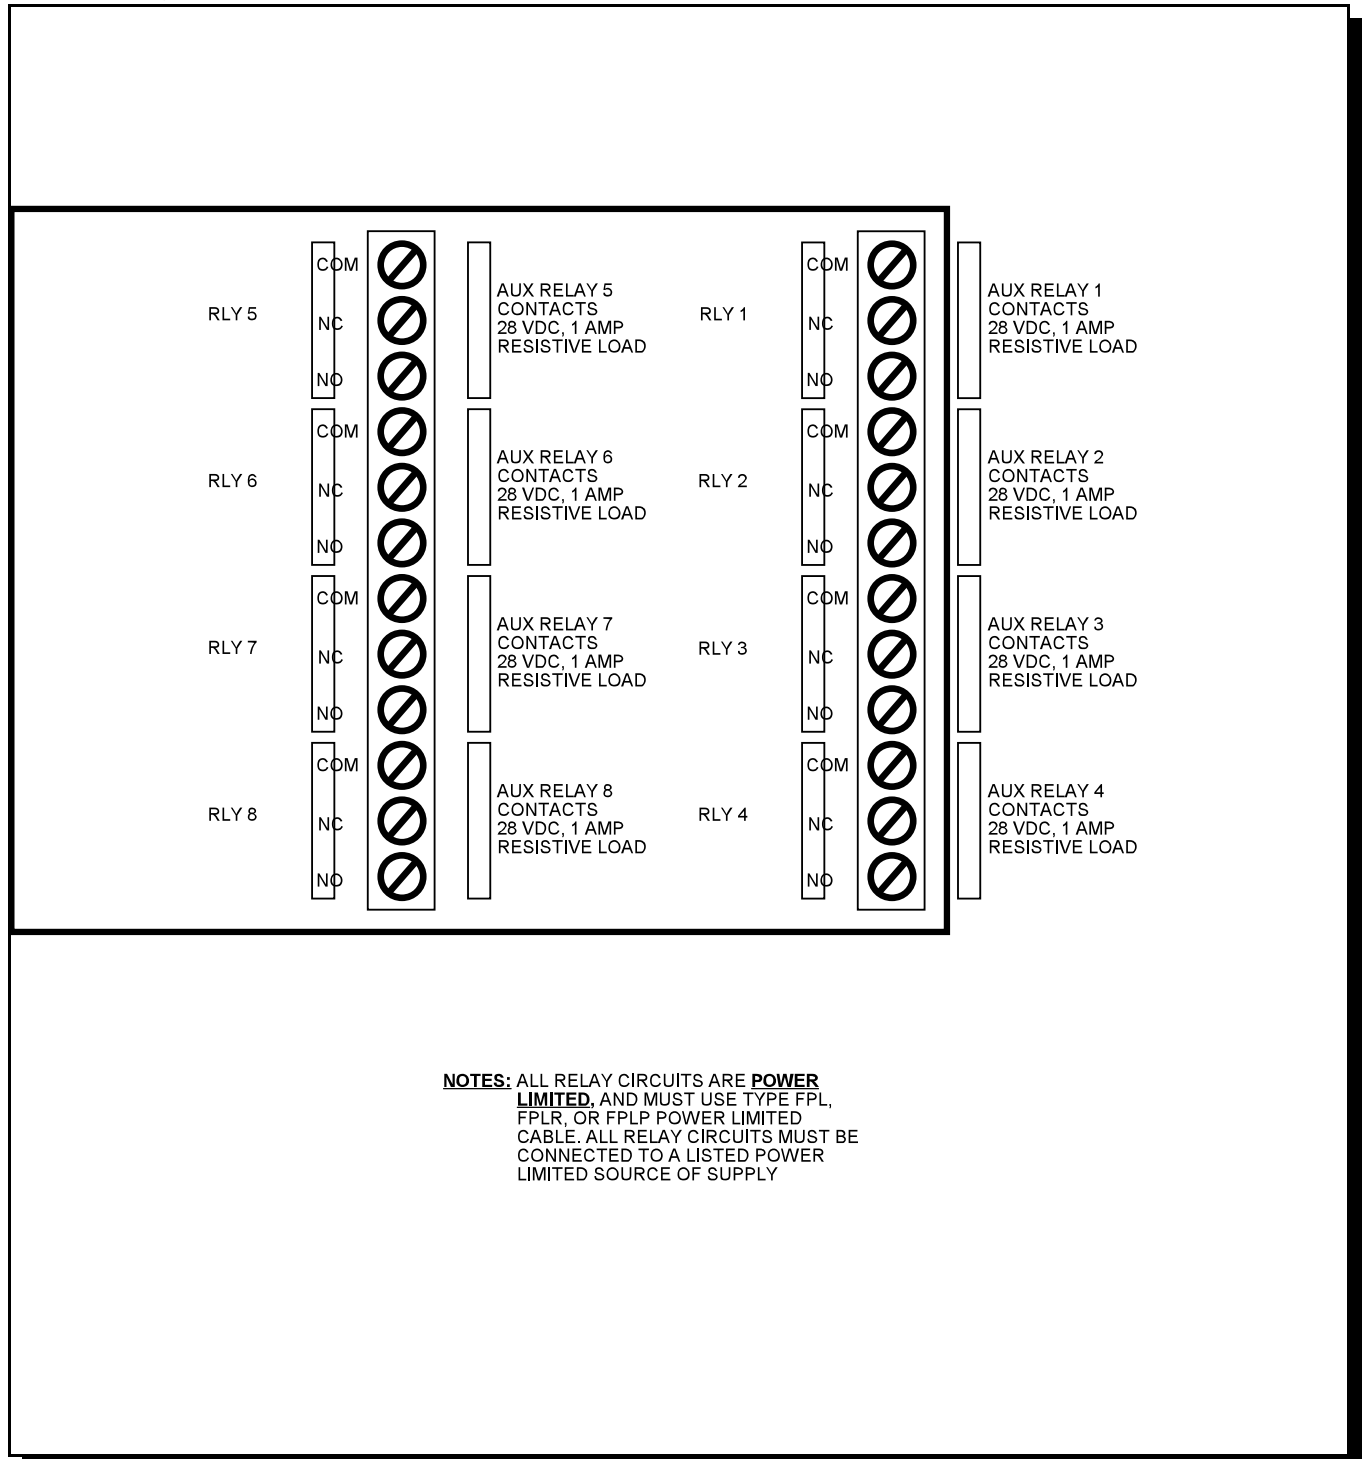 RLY 5
COM
NC
NO
AUX RELAY 5
CONTACTS
28 VDC, 1 AMP
RESISTIVE LOAD
RLY 6
COM
NC
NO
AUX RELAY 6
CONTACTS
28 VDC, 1 AMP
RESISTIVE LOAD
RLY 7
COM
NC
NO
AUX RELAY 7
CONTACTS
28 VDC, 1 AMP
RESISTIVE LOAD
RLY 8
COM
NC
NO
AUX RELAY 8
CONTACTS
28 VDC, 1 AMP
RESISTIVE LOAD
RLY 1
COM
NC
NO
AUX RELAY 1
CONTACTS
28 VDC, 1 AMP
RESISTIVE LOAD
RLY 2
COM
NC
NO
AUX RELAY 2
CONTACTS
28 VDC, 1 AMP
RESISTIVE LOAD
RLY 3
COM
NC
NO
AUX RELAY 3
CONTACTS
28 VDC, 1 AMP
RESISTIVE LOAD
RLY 4
COM
NC
NO
AUX RELAY 4
CONTACTS
28 VDC, 1 AMP
RESISTIVE LOAD
NOTES: ALL RELAY CIRCUITS ARE POWER
LIMITED, AND MUST USE TYPE FPL,
FPLR, OR FPLP POWER LIMITED
CABLE. ALL RELAY CIRCUITS MUST BE
CONNECTED TO A LISTED POWER
LIMITED SOURCE OF SUPPLY